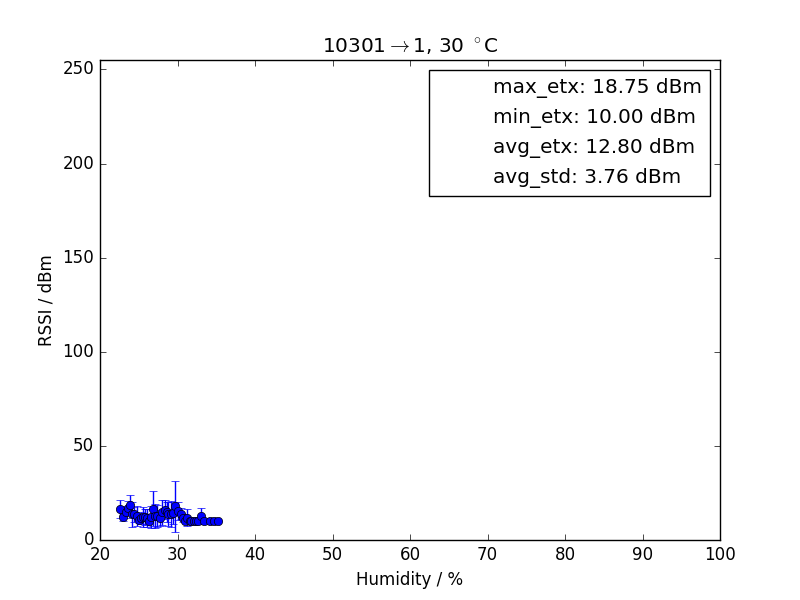 10301→1, 30 °C
max_etx: 18.75 dBm
min_etx: 10.00 dBm
avg_etx: 12.80 dBm
avg_std: 3.76 dBm
250
200
150
100
50
0
RSSI / dBm
20 30 40 50 60 70 80 90 100
Humidity / %